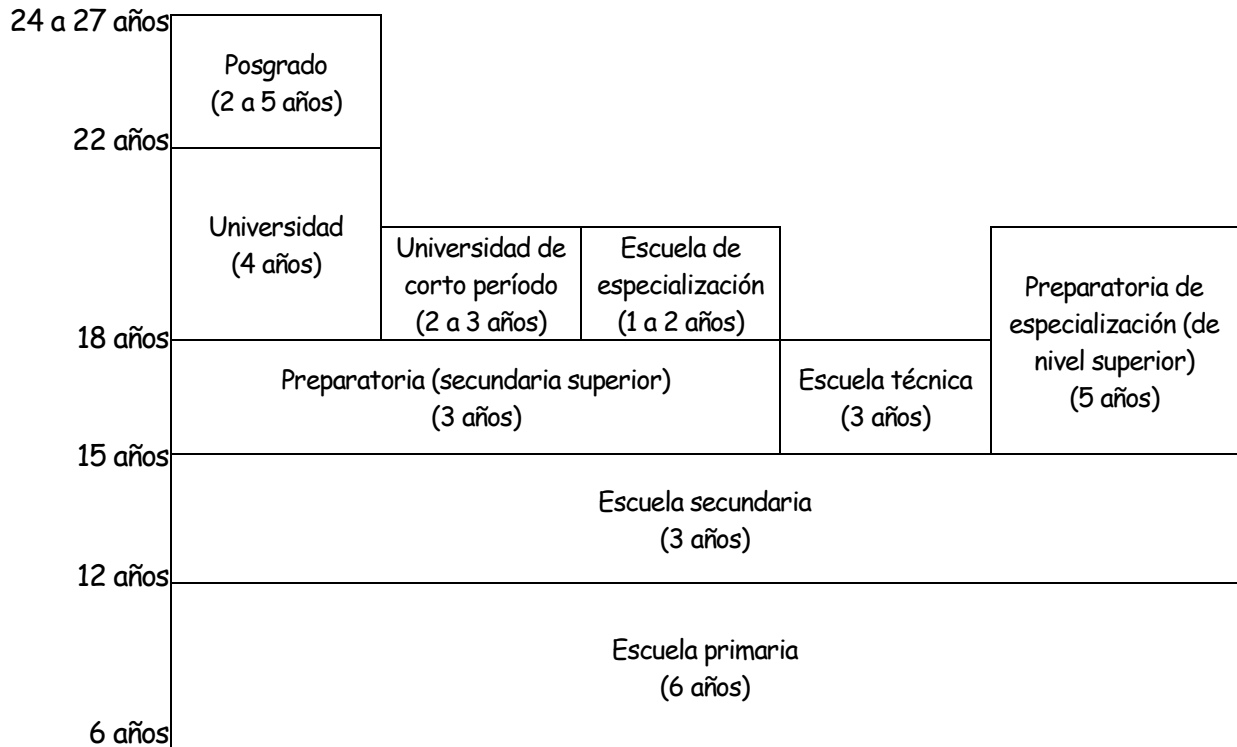 24 a 27 años
Posgrado
(2 a 5 años)
22 años
Universidad
(4 años)
Universidad de
corto período
(2 a 3 años)
Escuela de
especialización
(1 a 2 años)
Preparatoria de
especialización (de
nivel superior)
(5 años)
18 años
Preparatoria (secundaria superior)
(3 años)
Escuela técnica
(3 años)
15 años
Escuela secundaria
(3 años)
12 años
Escuela primaria
(6 años)
6 años